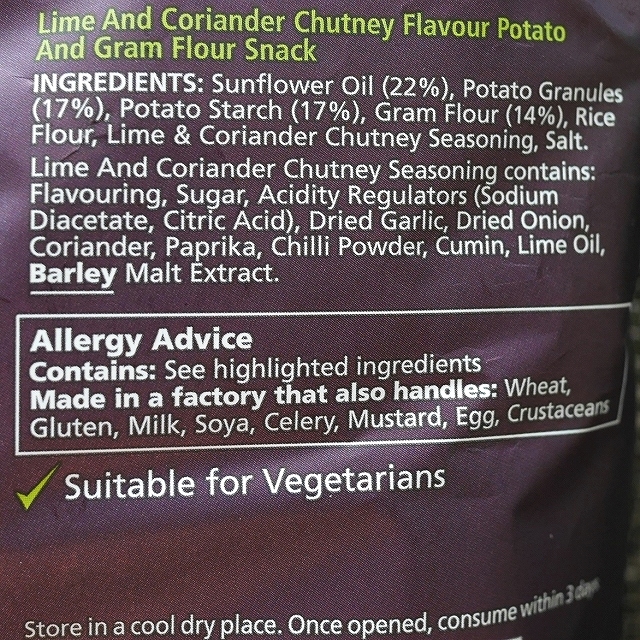 Lime And Coriander Chutney Flavour Potato
And Gram Flour Snack
INGREDIENTS: Sunflower Oil (22%), Potato Granules
(17%), Potato Starch (17%), Gram Flour (14%), Rice
Flour, Lime & Coriander Chutney Seasoning, Salt.
Lime And Coriander Chutney Seasoning contains:
Flavouring, Sugar, Acidity Regulators (Sodium
Diacetate, Citric Acid), Dried Garlic, Dried Onion,
Coriander, Paprika, Chilli Powder, Cumin, Lime Oil,
Barley Malt Extract.
Allergy Advice
Contains: See highlighted ingredients
Made in a factory that also handles: Wheat,
Gluten, Milk, Soya, Celery, Mustard, Egg, Crustaceans
Suitable for Vegetarians
Store in a cool dry place. Once opened, consume within 3 days